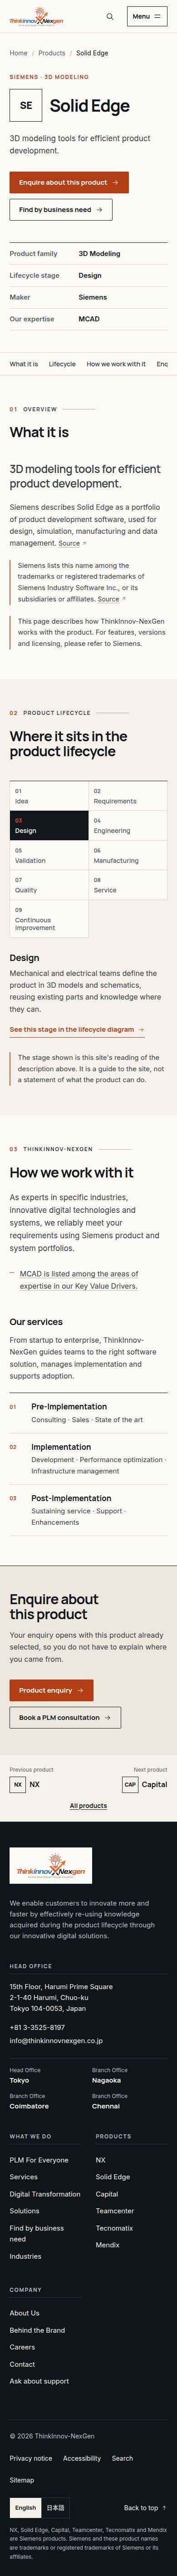 ThinkInnovNexgen
Menu
Home / Products / Solid Edge
SIEMENS · 3D MODELING
SE
Solid Edge
3D modeling tools for efficient product
development.
Enquire about this product →
Find by business need →
Product family 3D Modeling
Lifecycle stage Design
Maker Siemens
Our expertise MCAD
What it is Lifecycle How we work with it Enq
01 OVERVIEW
What it is
3D modeling tools for efficient
product development.
Siemens describes Solid Edge as a portfolio
of product development software, used for
design, simulation, manufacturing and data
management. Source ↗
Siemens lists this name among the
trademarks or registered trademarks of
Siemens Industry Software Inc., or its
subsidiaries or affiliates. Source ↗
This page describes how ThinkInnov-NexGen
works with the product. For features, versions
and licensing, please refer to Siemens.
02 PRODUCT LIFECYCLE
Where it sits in the
product lifecycle
01
Idea
02
Requirements
03
Design
04
Engineering
05
Validation
06
Manufacturing
07
Quality
08
Service
09
Continuous
improvement
Design
Mechanical and electrical teams define the
product in 3D models and schematics,
reusing existing parts and knowledge where
they can.
See this stage in the lifecycle diagram →
The stage shown is this site's reading of the
description above. It is a guide to the site, not
a statement of what the product can do.
03 THINKINNOV-NEXGEN
How we work with it
As experts in specific industries,
innovative digital technologies and
systems, we reliably meet your
requirements using Siemens product and
system portfolios.
— MCAD is listed among the areas of
expertise in our Key Value Drivers.
Our services
From startup to enterprise, ThinkInnov-
NexGen guides teams to the right software
solution, manages implementation and
supports adoption.
01 Pre-Implementation
Consulting · Sales · State of the art
02 Implementation
Development · Performance optimization ·
Infrastructure management
03 Post-Implementation
Sustaining service · Support ·
Enhancements
Enquire about
this product
Your enquiry opens with this product already
selected, so you do not have to explain where
you came from.
Product enquiry →
Book a PLM consultation →
Previous product
NX NX
Next product
CAP Capital
All products
ThinkInnovNexgen
We enable customers to innovate more and
faster by effectively re-using knowledge
acquired during the product lifecycle through
our innovative digital solutions.
HEAD OFFICE
15th Floor, Harumi Prime Square
2-1-40 Harumi, Chuo-ku
Tokyo 104-0053, Japan
+81 3-3525-8197
info@thinkinnovnexgen.co.jp
Head Office
Tokyo
Branch Office
Nagaoka
Branch Office
Coimbatore
Branch Office
Chennai
WHAT WE DO
PLM For Everyone
Services
Digital Transformation
Solutions
Find by business
need
Industries
PRODUCTS
NX
Solid Edge
Capital
Teamcenter
Tecnomatix
Mendix
COMPANY
About Us
Behind the Brand
Careers
Contact
Ask about support
© 2026 ThinkInnov-NexGen
Privacy notice Accessibility Search
Sitemap
English 日本語
Back to top ↑
NX, Solid Edge, Capital, Teamcenter, Tecnomatix and Mendix
are Siemens products. Siemens and these product names
are trademarks or registered trademarks of Siemens or its
affiliates.